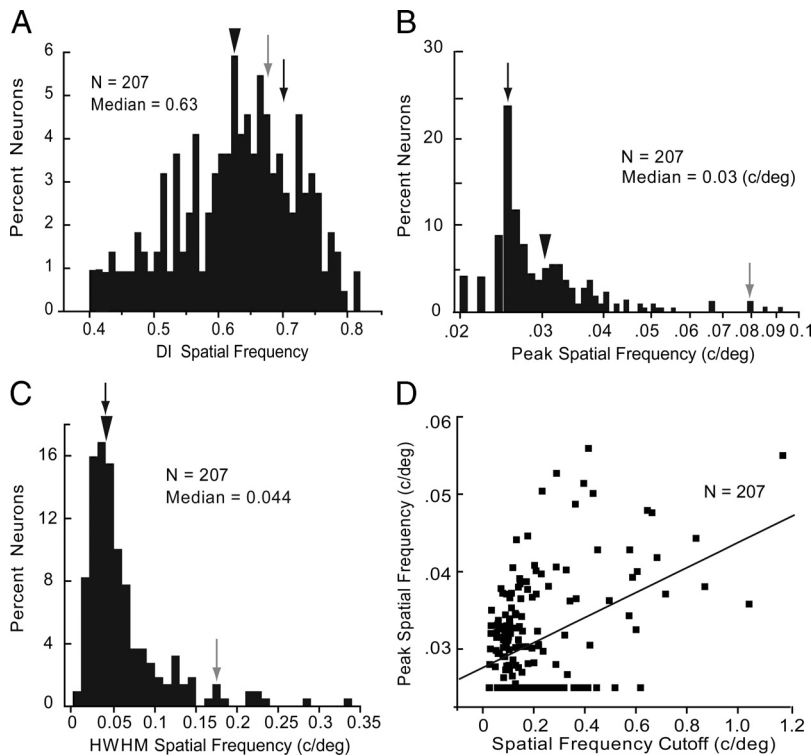 A
6
5
4
3
2
1
0
Percent Neurons
N = 207
Median = 0.63
0.4 0.5 0.6 0.7 0.8
DI Spatial Frequency
B
30
20
10
0
Percent Neurons
N = 207
Median = 0.03 (c/deg)
.02 .03 .04 .05 .06 .07 .08 .09 0.1
Peak Spatial Frequency (c/deg)
C
16
12
8
4
0
Percent Neurons
N = 207
Median = 0.044
0 0.05 0.1 0.15 0.2 0.25 0.3 0.35
HWHM Spatial Frequency (c/deg)
D
.06
.05
.04
.03
Peak Spatial Frequency (c/deg)
N = 207
0 0.2 0.4 0.6 0.8 1.0 1.2
Spatial Frequency Cutoff (c/deg)